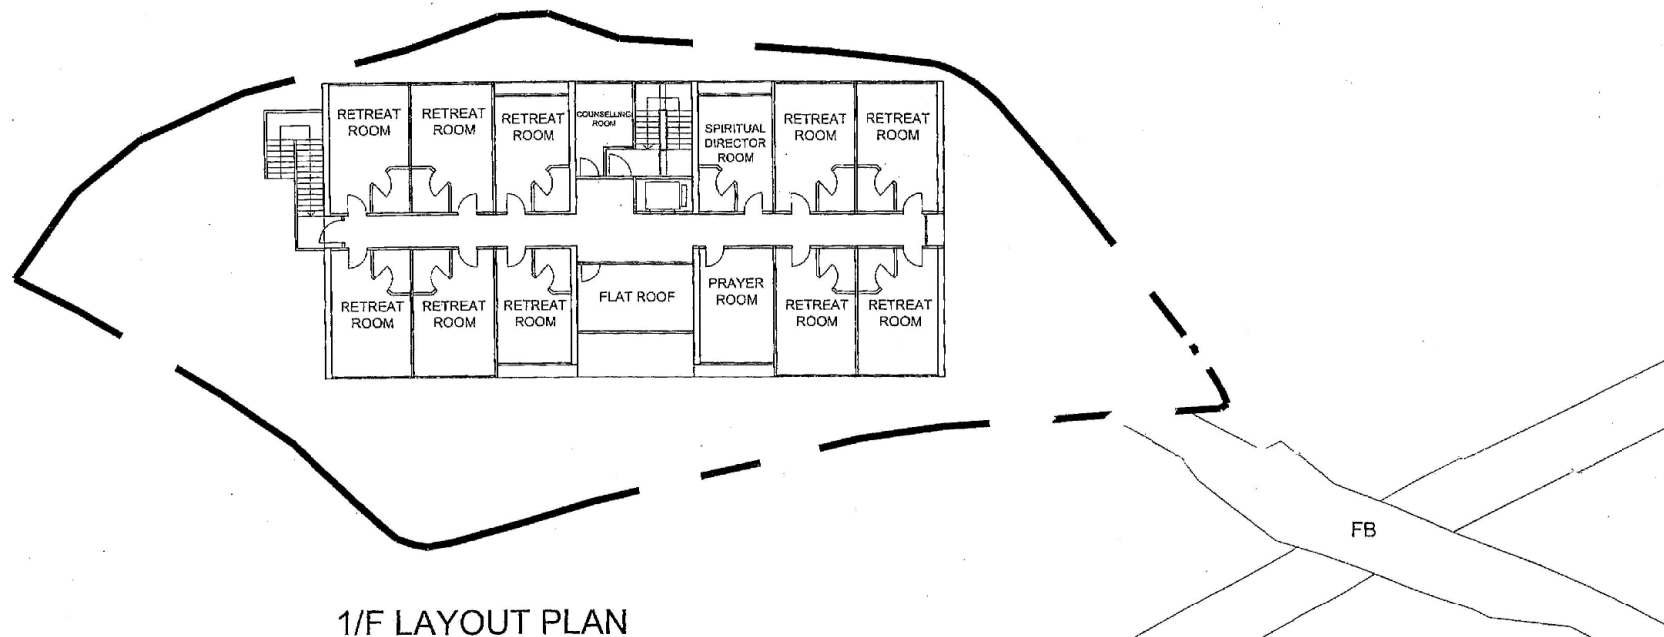 RETREAT
ROOM
RETREAT
ROOM
RETREAT
ROOM
COUNSELLING
ROOM
SPIRITUAL
DIRECTOR
ROOM
RETREAT
ROOM
RETREAT
ROOM
RETREAT
ROOM
RETREAT
ROOM
RETREAT
ROOM
FLAT ROOF
PRAYER
ROOM
RETREAT
ROOM
RETREAT
ROOM
FB
1/F LAYOUT PLAN